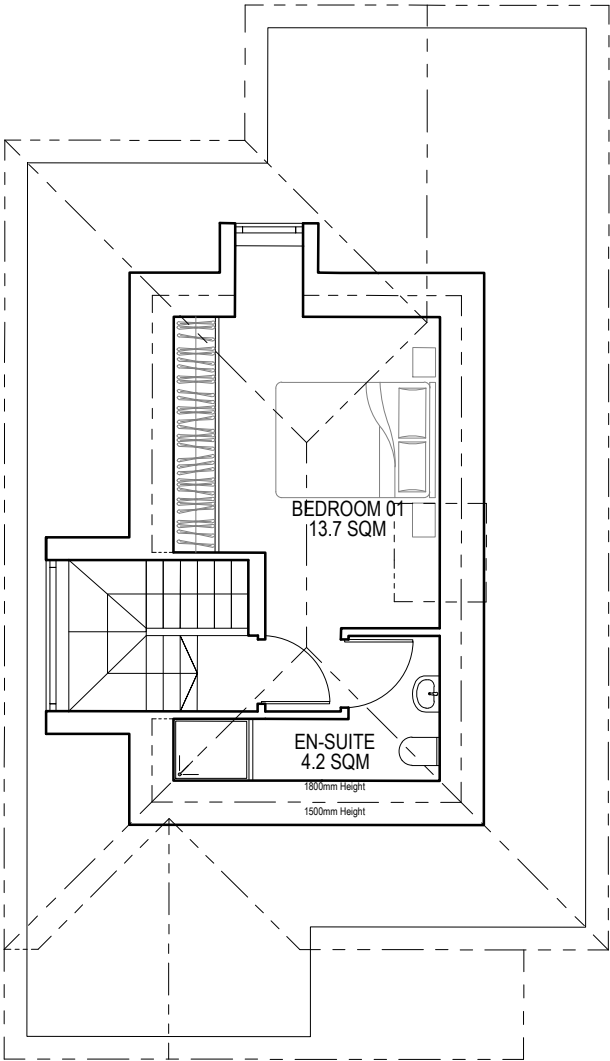 BEDROOM 01
13.7 SQM
EN-SUITE
4.2 SQM
1800mm Height
1500mm Height